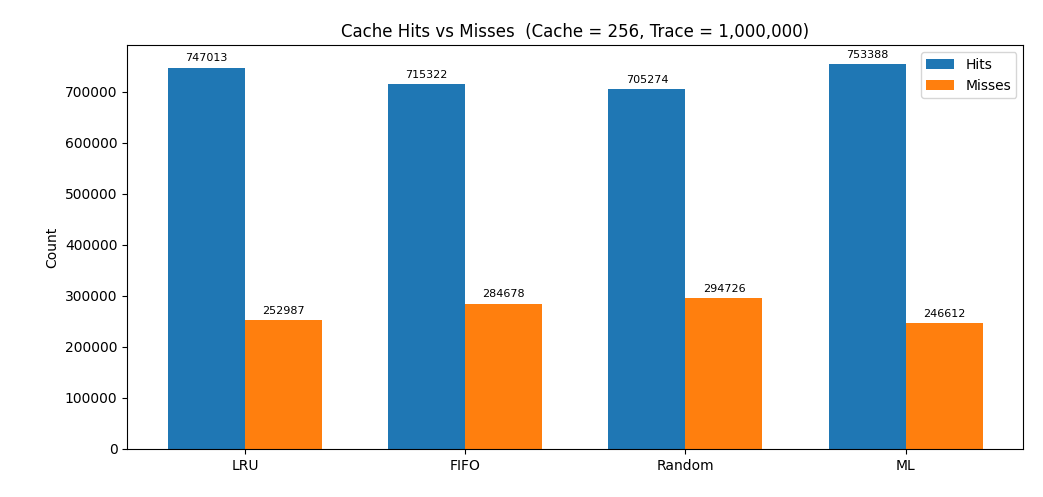 Cache Hits vs Misses  (Cache = 256, Trace = 1,000,000)
Hits
Misses
Count
700000
600000
500000
400000
300000
200000
100000
0
747013
252987
715322
284678
705274
294726
753388
246612
LRU
FIFO
Random
ML